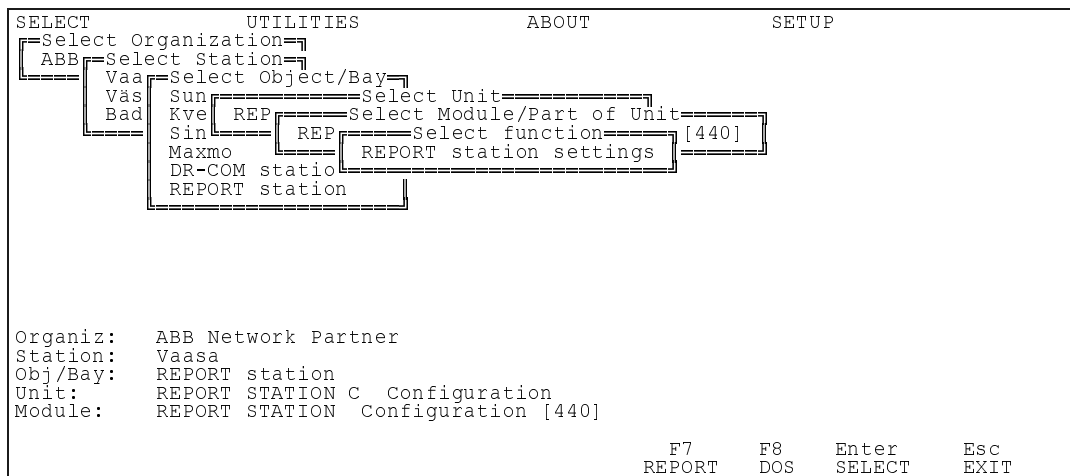 SELECT UTILITIES ABOUT SETUP
Select Organization
ABB Select Station
Vaa Select Object/Bay
Väs Sun Select Unit
Bad Kve REP Select Module/Part of Unit
Sin REP Select function [440]
Maxmo REPORT station settings
DR-COM statio
REPORT station
Organiz: ABB Network Partner
Station: Vaasa
Obj/Bay: REPORT station
Unit: REPORT STATION C Configuration
Module: REPORT STATION Configuration [440]
F7 F8 Enter Esc
REPORT DOS SELECT EXIT